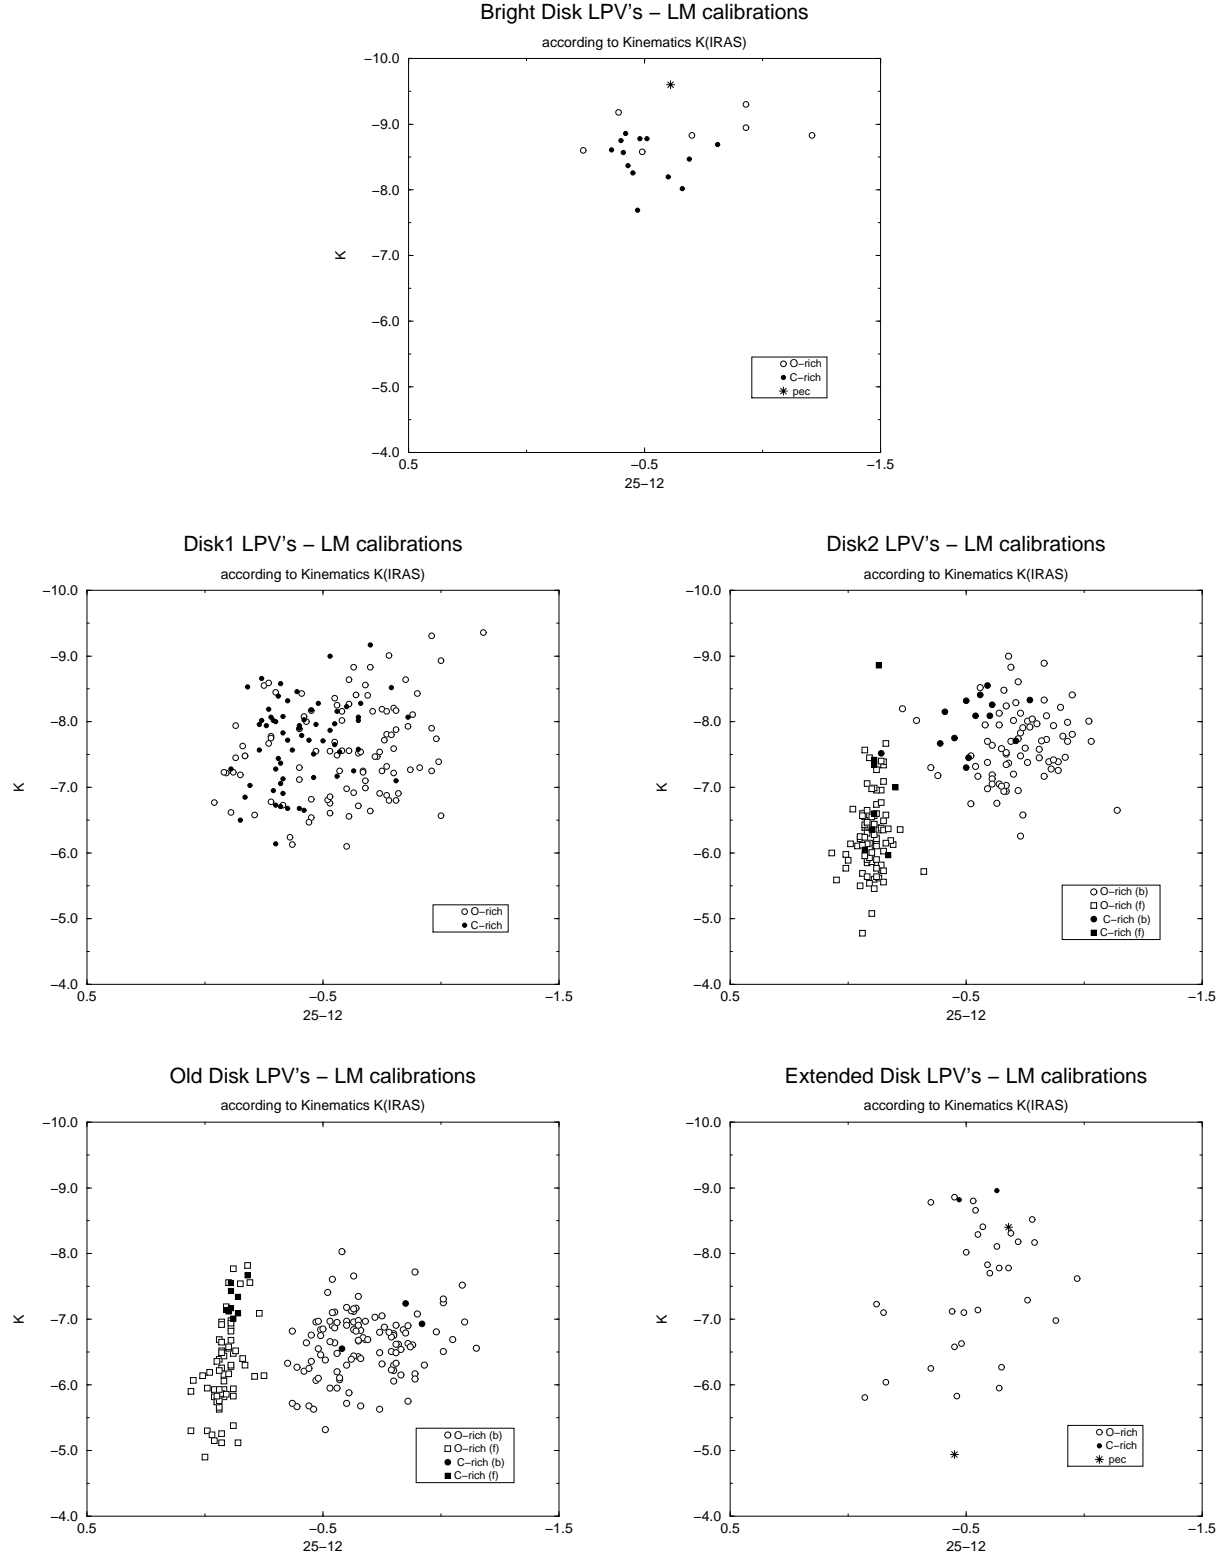 Bright Disk LPV's − LM calibrations
according to Kinematics K(IRAS)
−10.0
−9.0
−8.0
−7.0
−6.0
−5.0
−4.0
K
O−rich
C−rich
pec
0.5 −0.5 −1.5
25−12
Disk1 LPV's − LM calibrations
according to Kinematics K(IRAS)
−10.0
−9.0
−8.0
−7.0
−6.0
−5.0
−4.0
K
O−rich
C−rich
0.5 −0.5 −1.5
25−12
Disk2 LPV's − LM calibrations
according to Kinematics K(IRAS)
−10.0
−9.0
−8.0
−7.0
−6.0
−5.0
−4.0
K
O−rich (b)
O−rich (f)
C−rich (b)
C−rich (f)
0.5 −0.5 −1.5
25−12
Old Disk LPV's − LM calibrations
according to Kinematics K(IRAS)
−10.0
−9.0
−8.0
−7.0
−6.0
−5.0
−4.0
K
O−rich (b)
O−rich (f)
C−rich (b)
C−rich (f)
0.5 −0.5 −1.5
25−12
Extended Disk LPV's − LM calibrations
according to Kinematics K(IRAS)
−10.0
−9.0
−8.0
−7.0
−6.0
−5.0
−4.0
K
O−rich
C−rich
pec
0.5 −0.5 −1.5
25−12